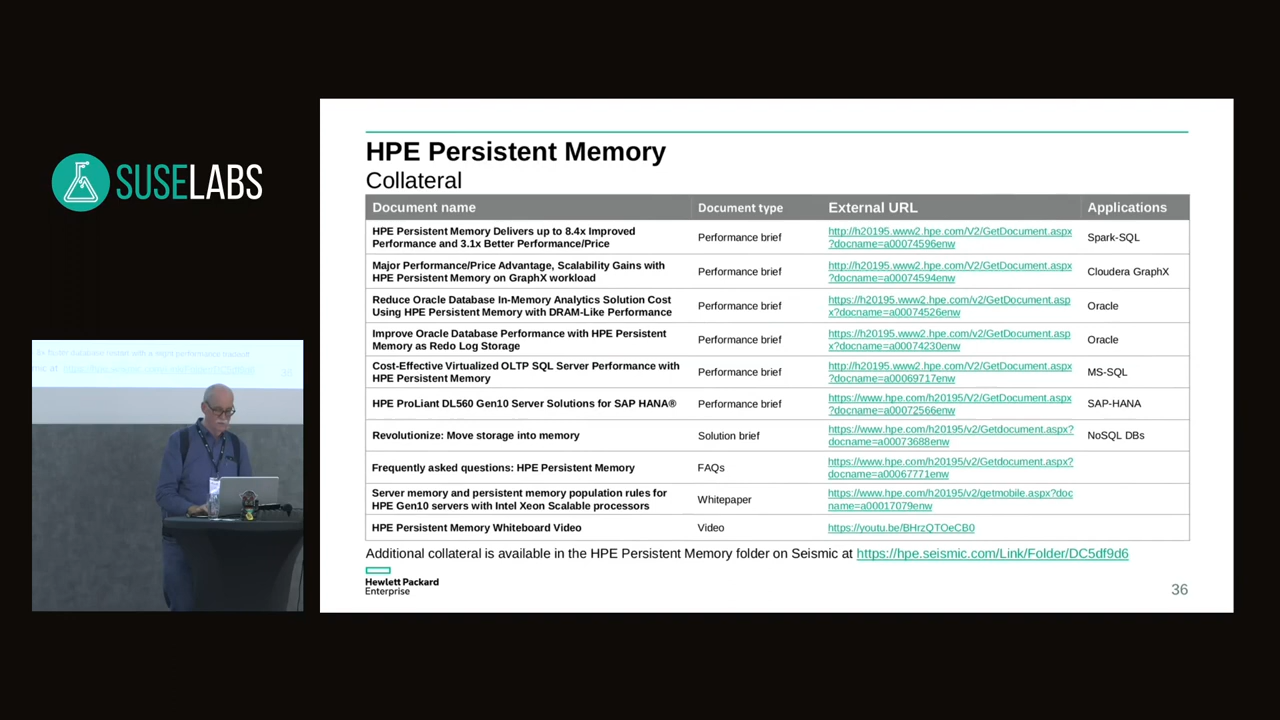 SUSELABS
HPE Persistent Memory
Collateral
Document name Document type External URL Applications
HPE Persistent Memory Delivers up to 8.4x Improved
Performance and 3.1x Better Performance/Price
Performance brief
http://h20195.www2.hpe.com/V2/GetDocument.aspx
?docname=a00074596enw
Spark-SQL
Major Performance/Price Advantage, Scalability Gains with
HPE Persistent Memory on GraphX workload
Performance brief
http://h20195.www2.hpe.com/V2/GetDocument.aspx
?docname=a00074594enw
Cloudera GraphX
Reduce Oracle Database In-Memory Analytics Solution Cost
Using HPE Persistent Memory with DRAM-Like Performance
Performance brief
https://h20195.www2.hpe.com/v2/GetDocument.asp
x?docname=a00074526enw
Oracle
Improve Oracle Database Performance with HPE Persistent
Memory as Redo Log Storage
Performance brief
https://h20195.www2.hpe.com/v2/GetDocument.asp
x?docname=a00074230enw
Oracle
Cost-Effective Virtualized OLTP SQL Server Performance with
HPE Persistent Memory
Performance brief
http://h20195.www2.hpe.com/V2/GetDocument.aspx
?docname=a00069717enw
MS-SQL
HPE ProLiant DL560 Gen10 Server Solutions for SAP HANA®
Performance brief
https://www.hpe.com/h20195/v2/GetDocument.aspx
?docname=a00072566enw
SAP-HANA
Revolutionize: Move storage into memory
Solution brief
https://www.hpe.com/h20195/v2/Getdocument.aspx?
docname=a00073688enw
NoSQL DBs
Frequently asked questions: HPE Persistent Memory
FAQs
https://www.hpe.com/h20195/v2/Getdocument.aspx?
docname=a00067771enw
Server memory and persistent memory population rules for
HPE Gen10 servers with Intel Xeon Scalable processors
Whitepaper
https://www.hpe.com/h20195/v2/getmobile.aspx?doc
name=a00017079enw
HPE Persistent Memory Whiteboard Video
Video
https://youtu.be/BHrzQTOeCB0
Additional collateral is available in the HPE Persistent Memory folder on Seismic at https://hpe.seismic.com/Link/Folder/DC5df9d6
Hewlett Packard
Enterprise
36